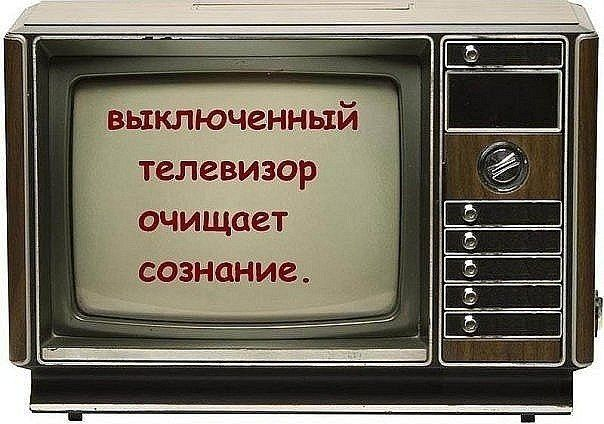 выключенный
телевизор
очищает
сознание.